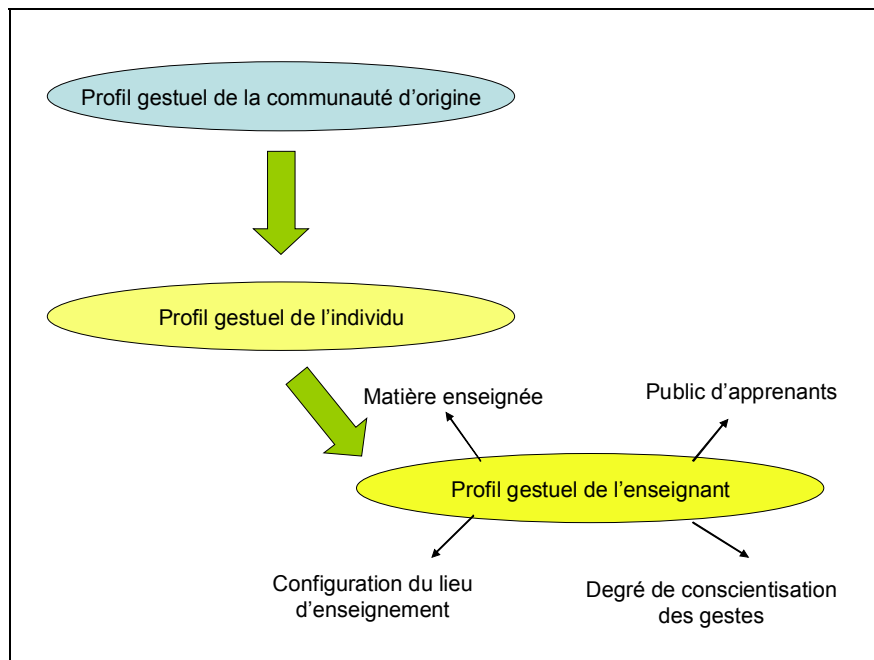 Profil gestuel de la communauté d'origine
Profil gestuel de l'individu
Matière enseignée
Public d'apprenants
Profil gestuel de l'enseignant
Configuration du lieu
d'enseignement
Degré de conscientisation
des gestes